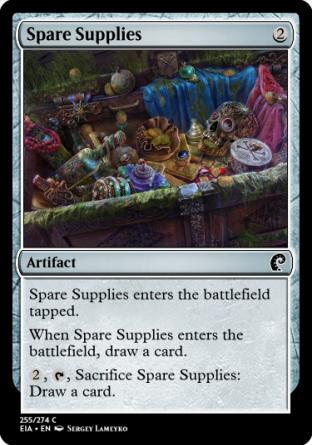 Spare Supplies 2
Artifact
Spare Supplies enters the battlefield
tapped.
When Spare Supplies enters the
battlefield, draw a card.
2, , Sacrifice Spare Supplies:
Draw a card.
255/274 C
EIA • EN Sergey Lameyko